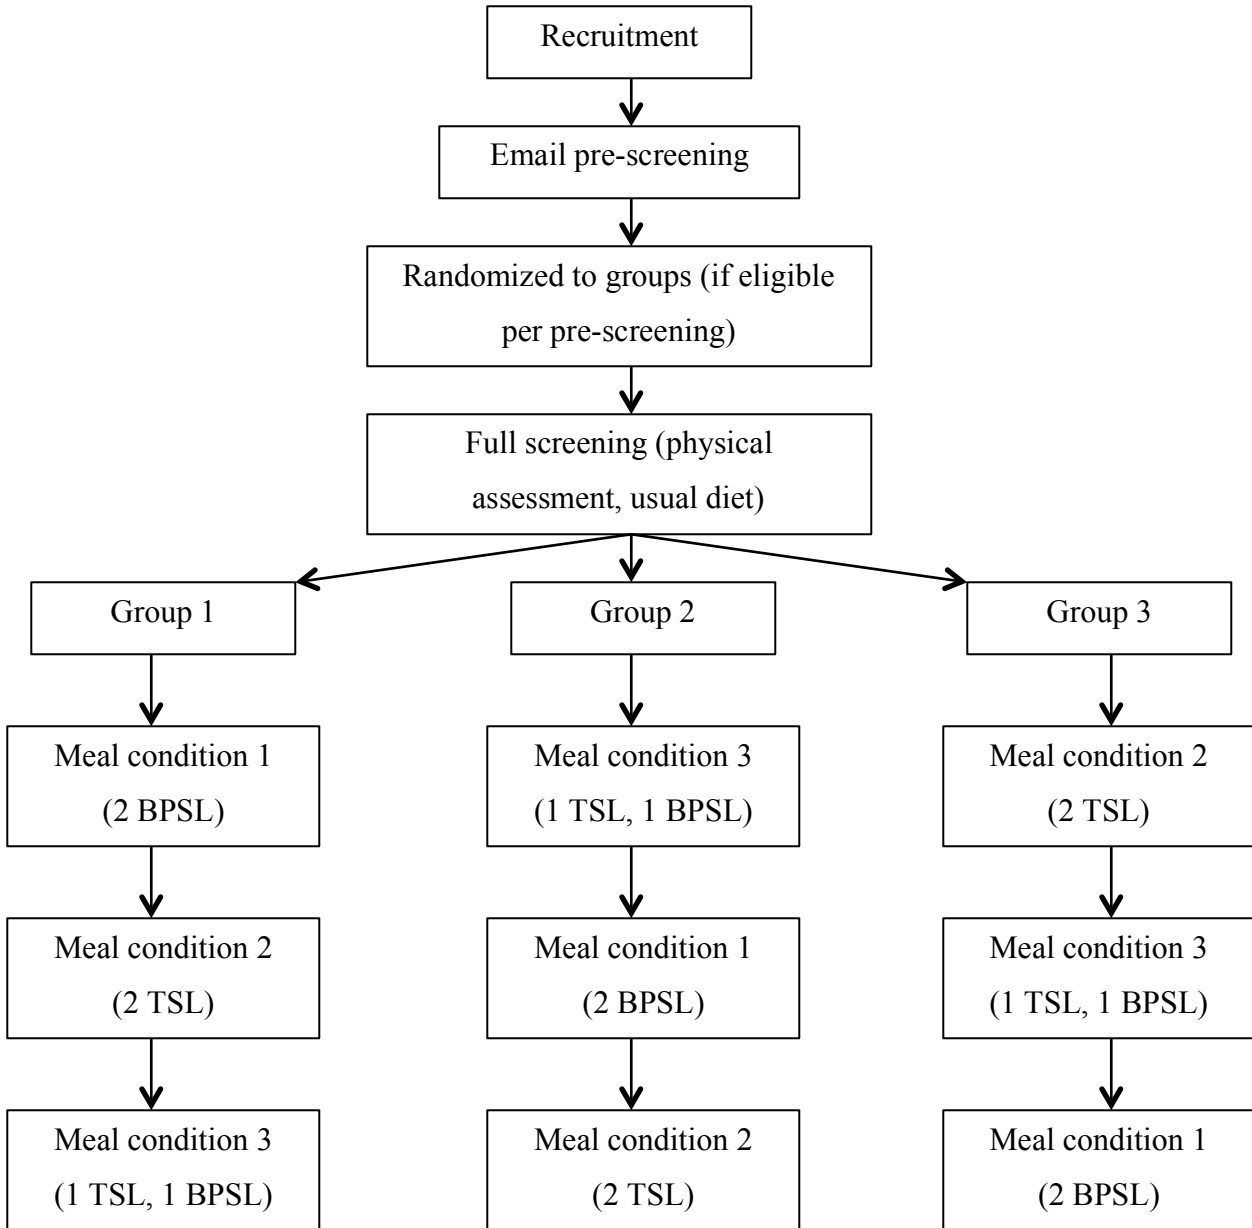 Recruitment
Email pre-screening
Randomized to groups (if eligible
per pre-screening)
Full screening (physical
assessment, usual diet)
Group 1
Group 2
Group 3
Meal condition 1
(2 BPSL)
Meal condition 3
(1 TSL, 1 BPSL)
Meal condition 2
(2 TSL)
Meal condition 2
(2 TSL)
Meal condition 1
(2 BPSL)
Meal condition 3
(1 TSL, 1 BPSL)
Meal condition 3
(1 TSL, 1 BPSL)
Meal condition 2
(2 TSL)
Meal condition 1
(2 BPSL)